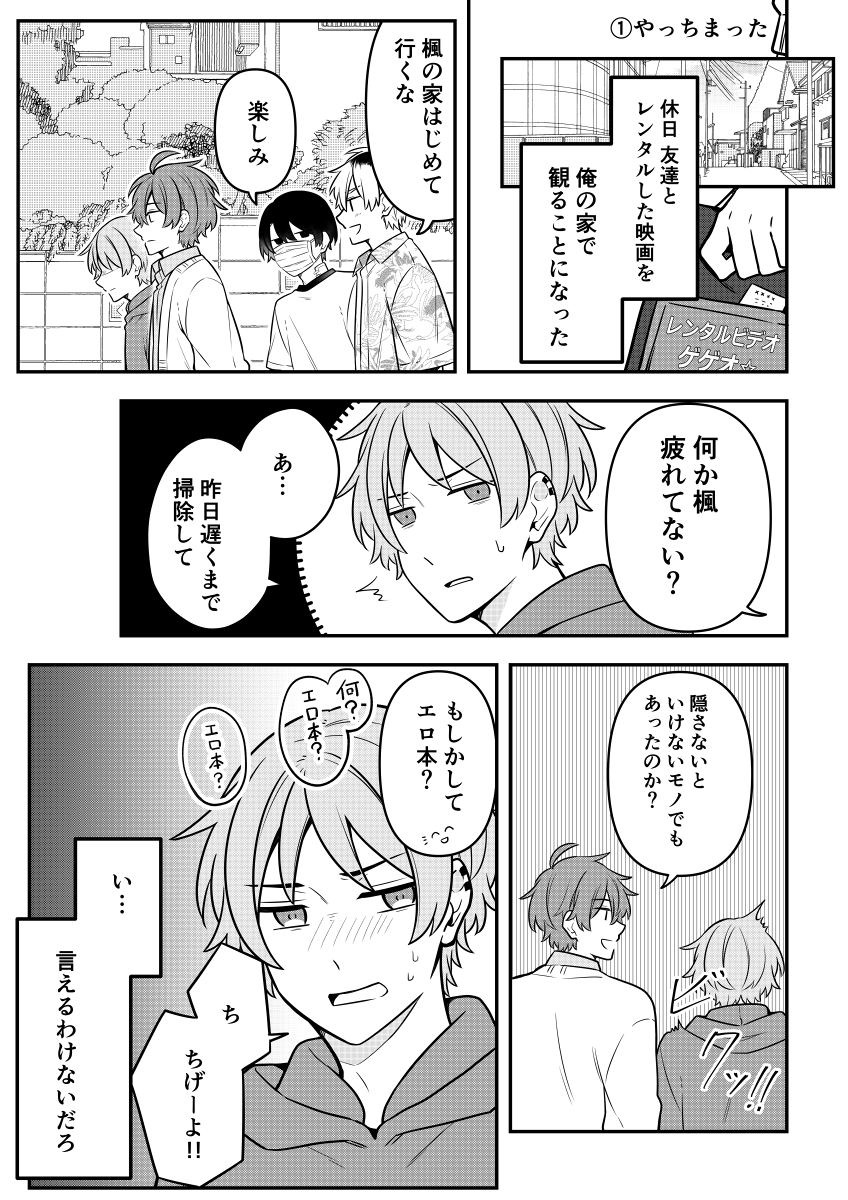 ①やっちまった
休日 友達と
レンタルした映画を
俺の家で
観ることになった
××××
レンタルビデオ
ゲゲオ☆
楓の家はじめて
行くな
楽しみ
何か楓
疲れてない？
あ…
昨日遅くまで
掃除して
隠さないと
いけないモノでも
あったのか？
ビクッ!!
もしかして
エロ本？
何？
エロ本？
エロ本？
ち
ちげーよ!!
い…
言えるわけないだろ